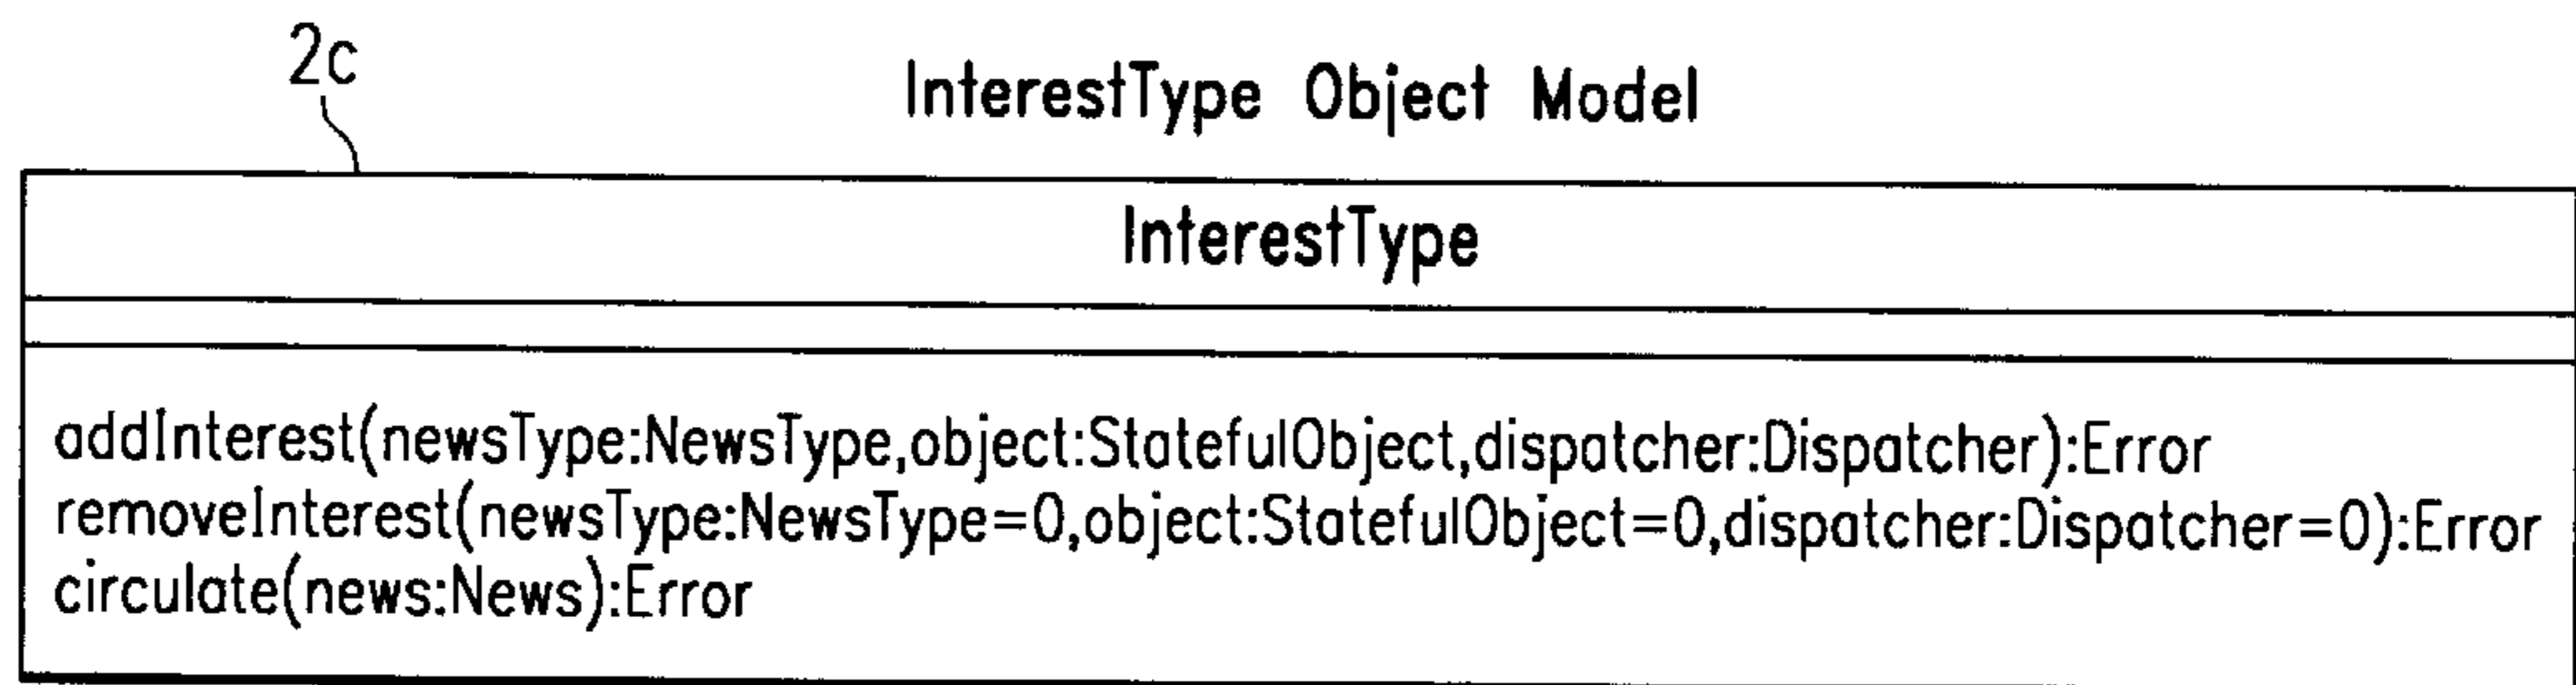 2c
InterestType Object Model
InterestType
addInterest(newsType:NewsType,object:StatefulObject,dispatcher:Dispatcher):Error
removeInterest(newsType:NewsType=0,object:StatefulObject=0,dispatcher:Dispatcher=0):Error
circulate(news:News):Error